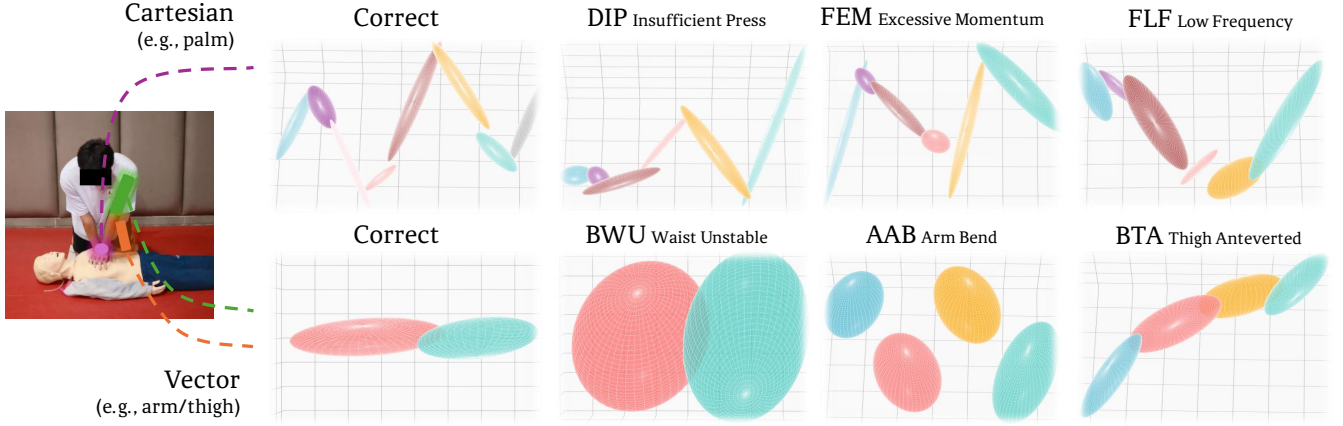 Cartesian
(e.g., palm)
Correct
DIP Insufficient Press
FEM Excessive Momentum
FLF Low Frequency
Correct
BWU Waist Unstable
AAB Arm Bend
BTA Thigh Anteverted
Vector
(e.g., arm/thigh)